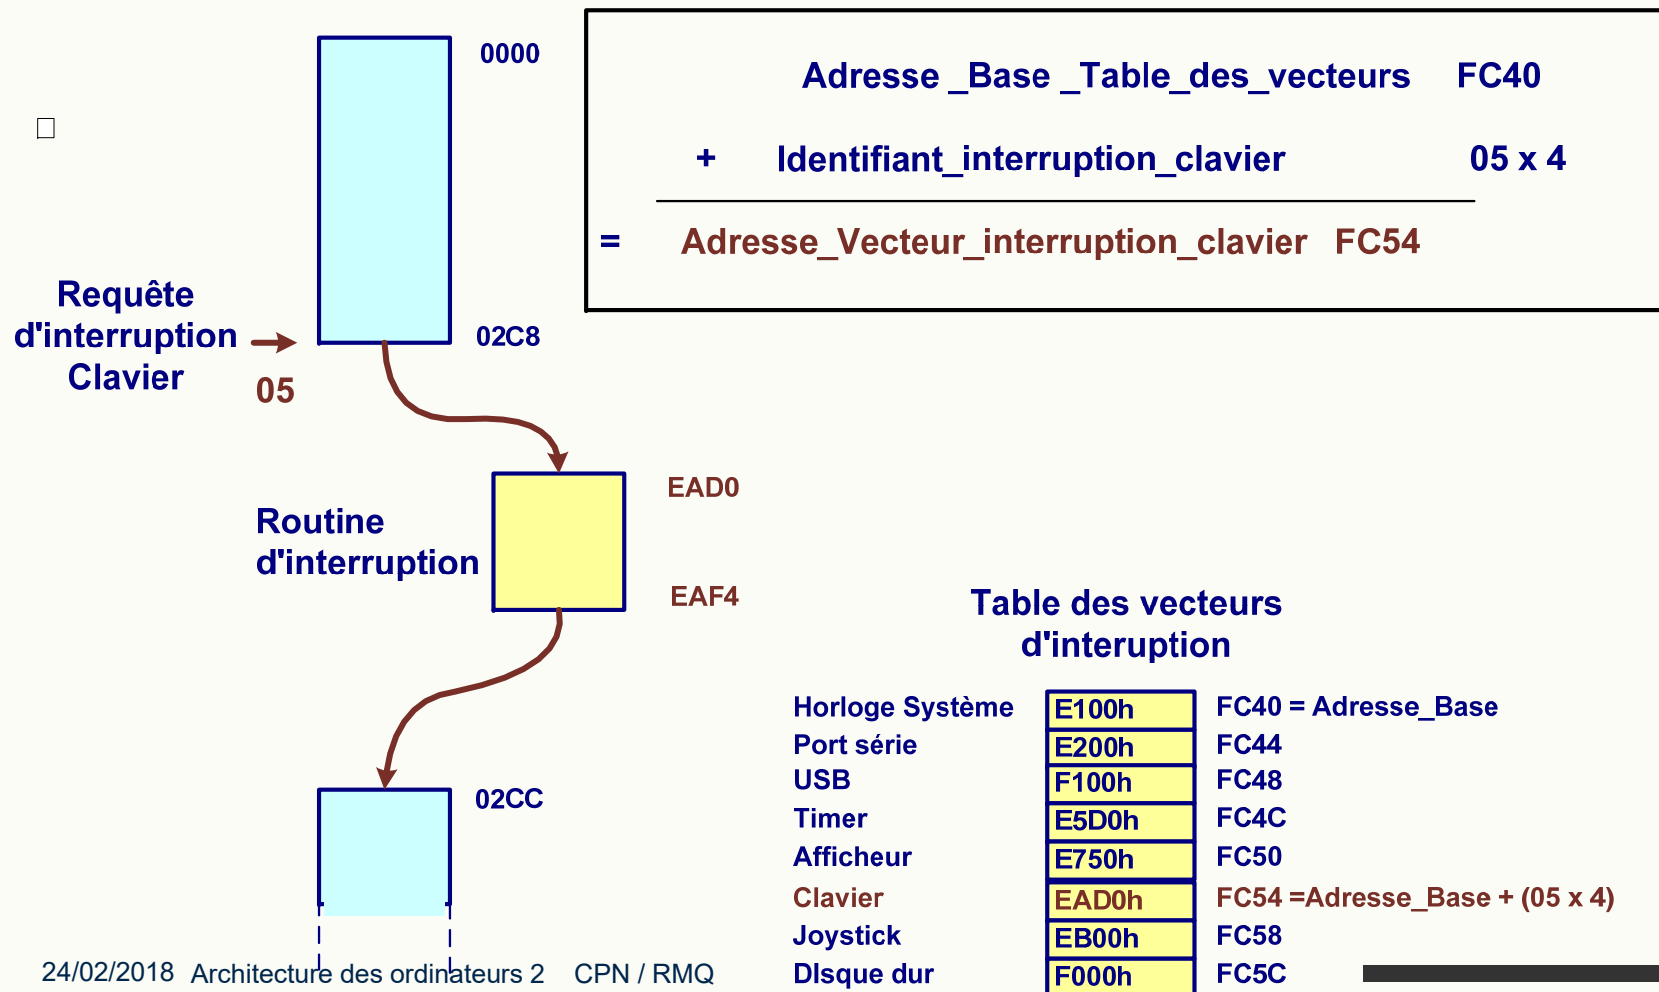 0000
Adresse _Base _Table_des_vecteurs FC40
+ Identifiant_interruption_clavier 05 x 4
= Adresse_Vecteur_interruption_clavier FC54
Requête
d'interruption
Clavier
05
02C8
EAD0
Routine
d'interruption
EAF4
02CC
Table des vecteurs
d'interuption
Horloge Système E100h FC40 = Adresse_Base
Port série E200h FC44
USB F100h FC48
Timer E5D0h FC4C
Afficheur E750h FC50
Clavier EAD0h FC54 =Adresse_Base + (05 x 4)
Joystick EB00h FC58
DIsque dur F000h FC5C
24/02/2018 Architecture des ordinateurs 2 CPN / RMQ